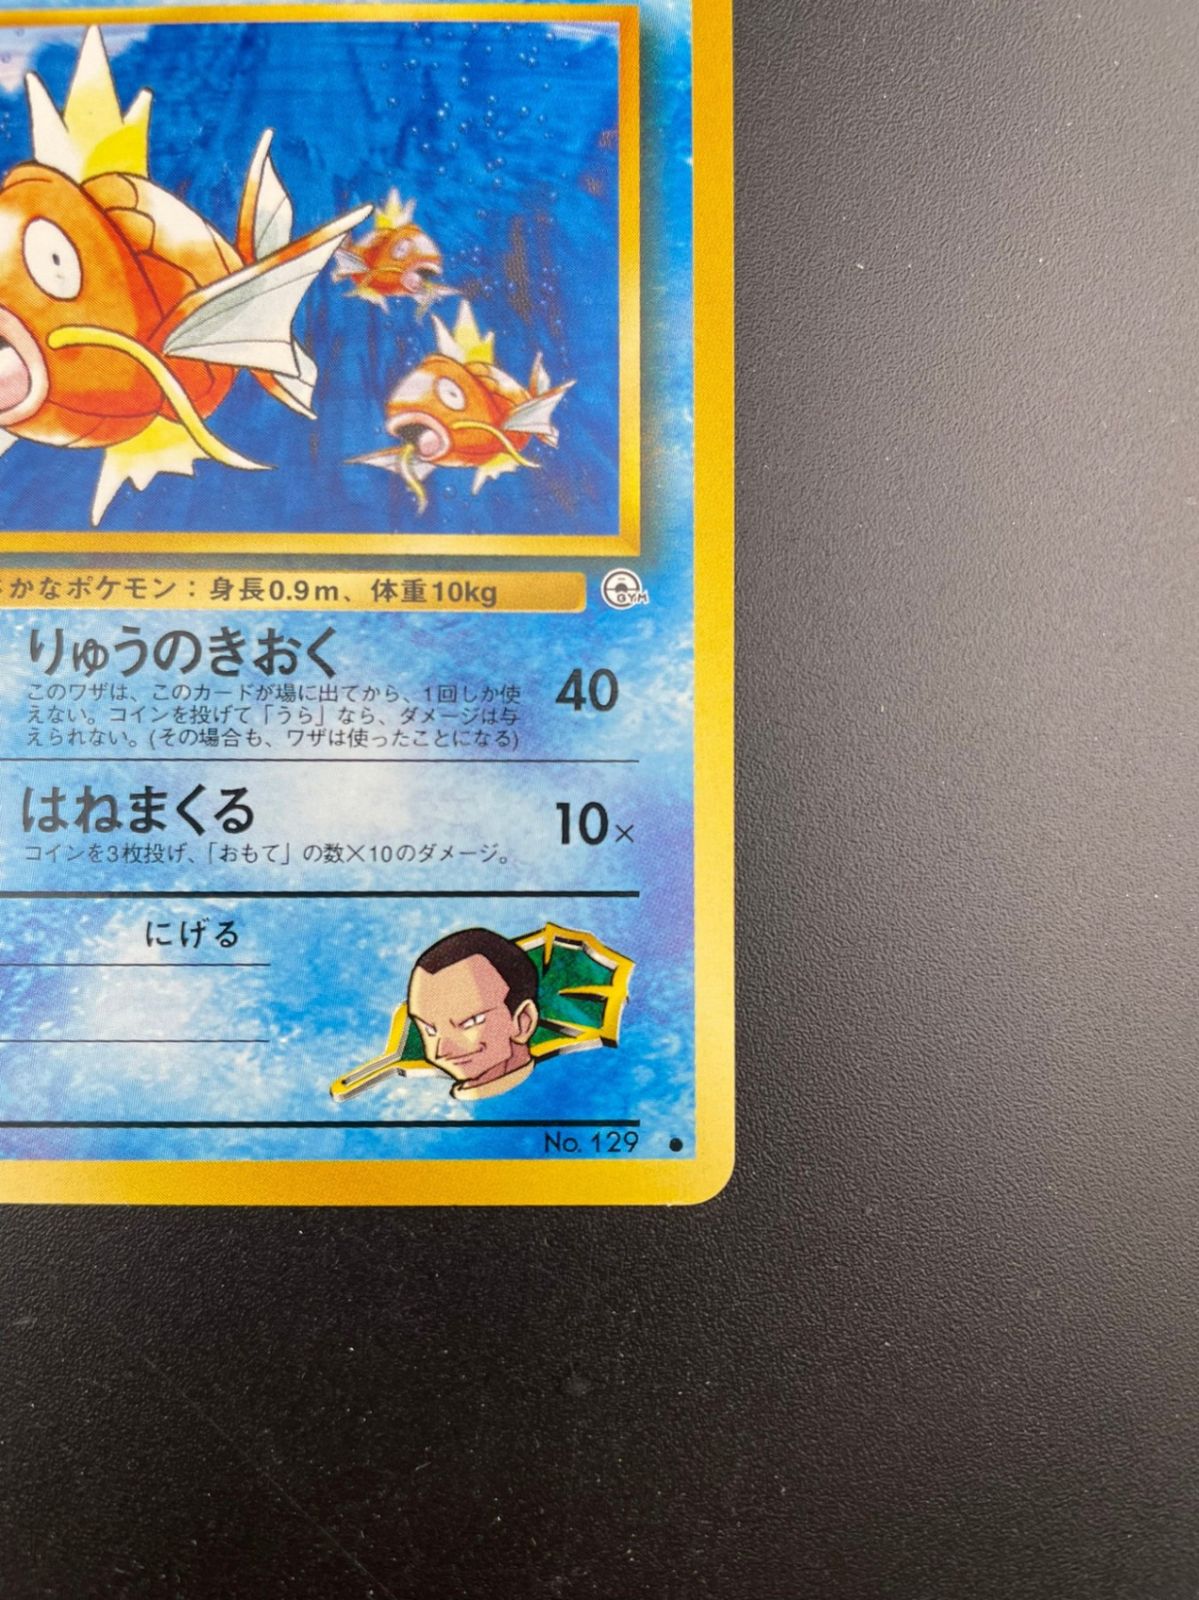 かなポケモン：身長0.9m、体重10kg
GYM
りゅうのきおく 40
このワザは、このカードが場に出てから、1回しか使
えない。コインを投げて「うら」なら、ダメージは与
えられない。(その場合も、ワザは使ったことになる)
はねまくる 10×
コインを3枚投げ、「おもて」の数×10のダメージ。
にげる
No. 129 ●